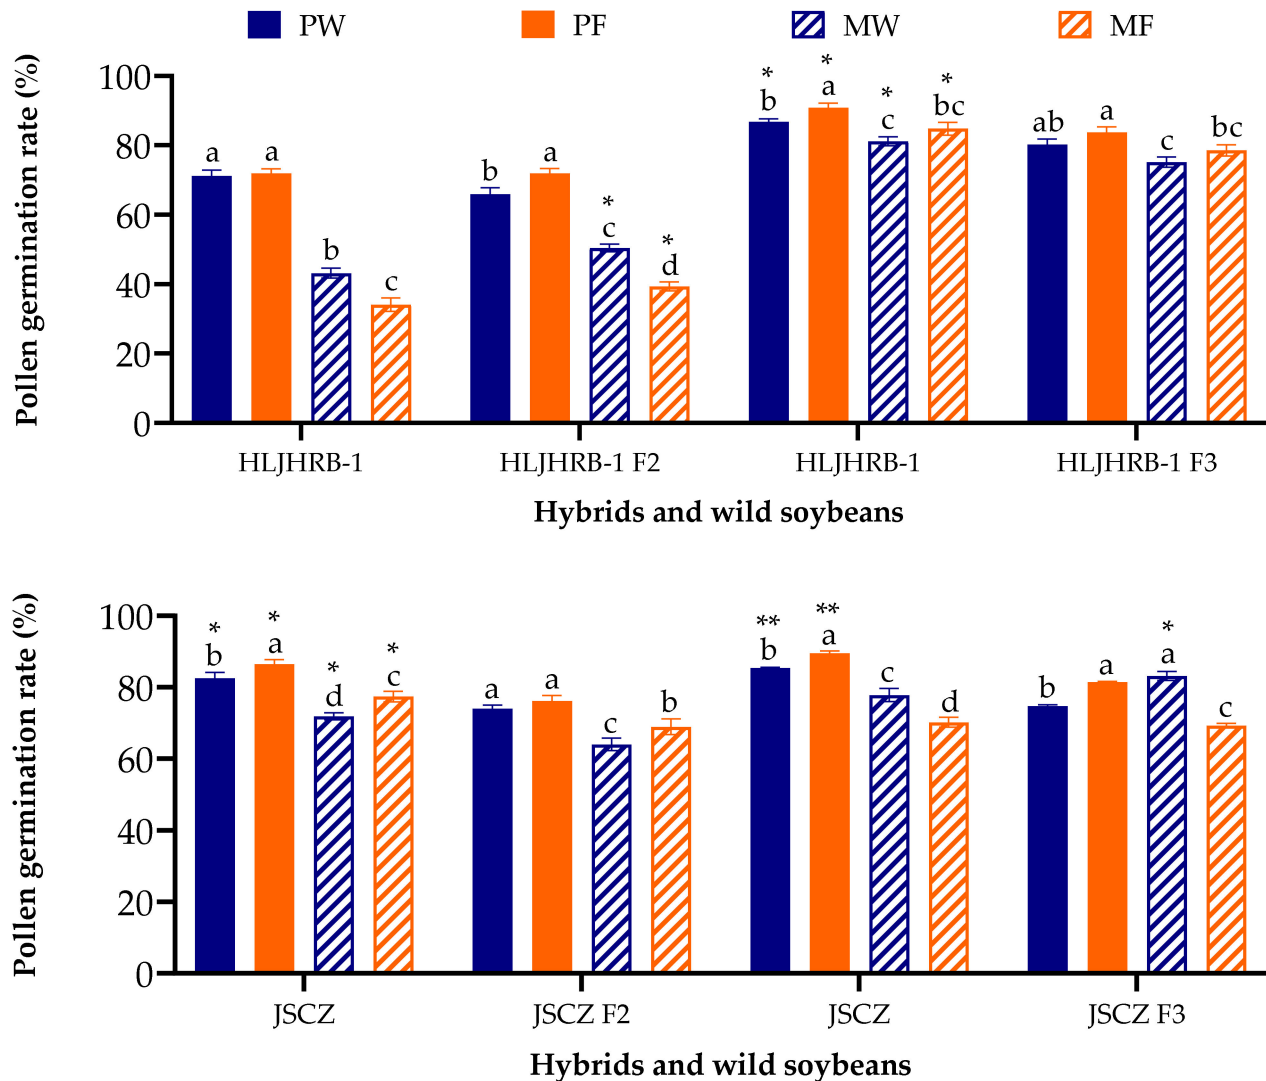 PW PF MW MF
Pollen germination rate (%)
100
80
60
40
20
0
a a b c
b a * c * d
* b * a * c * bc
ab a c bc
HLJHRB-1 HLJHRB-1 F2 HLJHRB-1 HLJHRB-1 F3
Hybrids and wild soybeans
Pollen germination rate (%)
100
80
60
40
20
0
* b * a * d * c
a a c b
** b ** a c d
b a * a c
JSCZ JSCZ F2 JSCZ JSCZ F3
Hybrids and wild soybeans